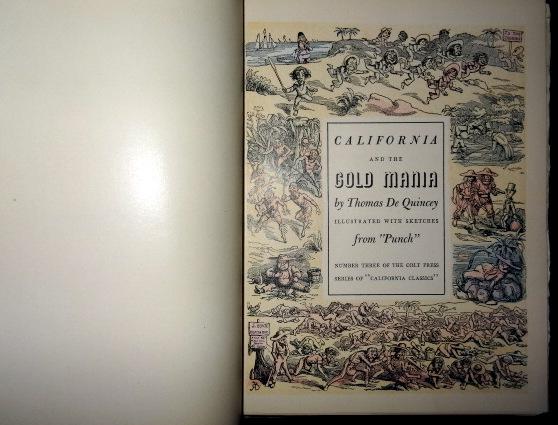 CALIFORNIA
AND THE
GOLD MANIA
by Thomas De Quincey
ILLUSTRATED WITH SKETCHES
from "Punch"
NUMBER THREE OF THE COLT PRESS
SERIES OF "CALIFORNIA CLASSICS"